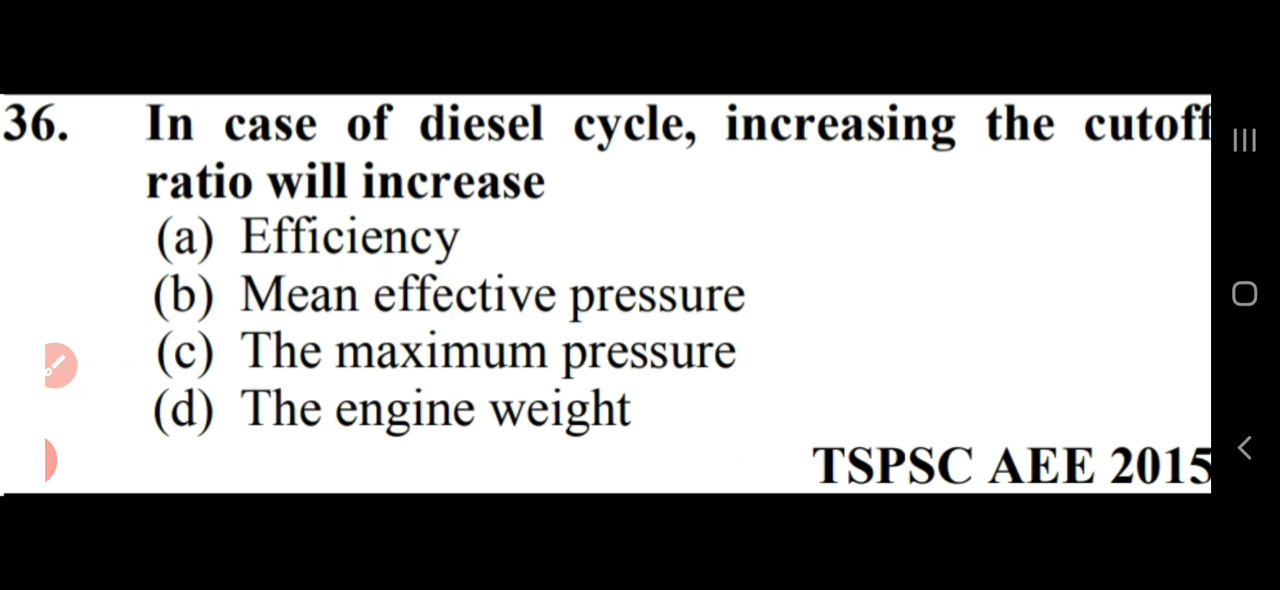 36. In case of diesel cycle, increasing the cutoff
ratio will increase
(a) Efficiency
(b) Mean effective pressure
(c) The maximum pressure
(d) The engine weight
TSPSC AEE 2015